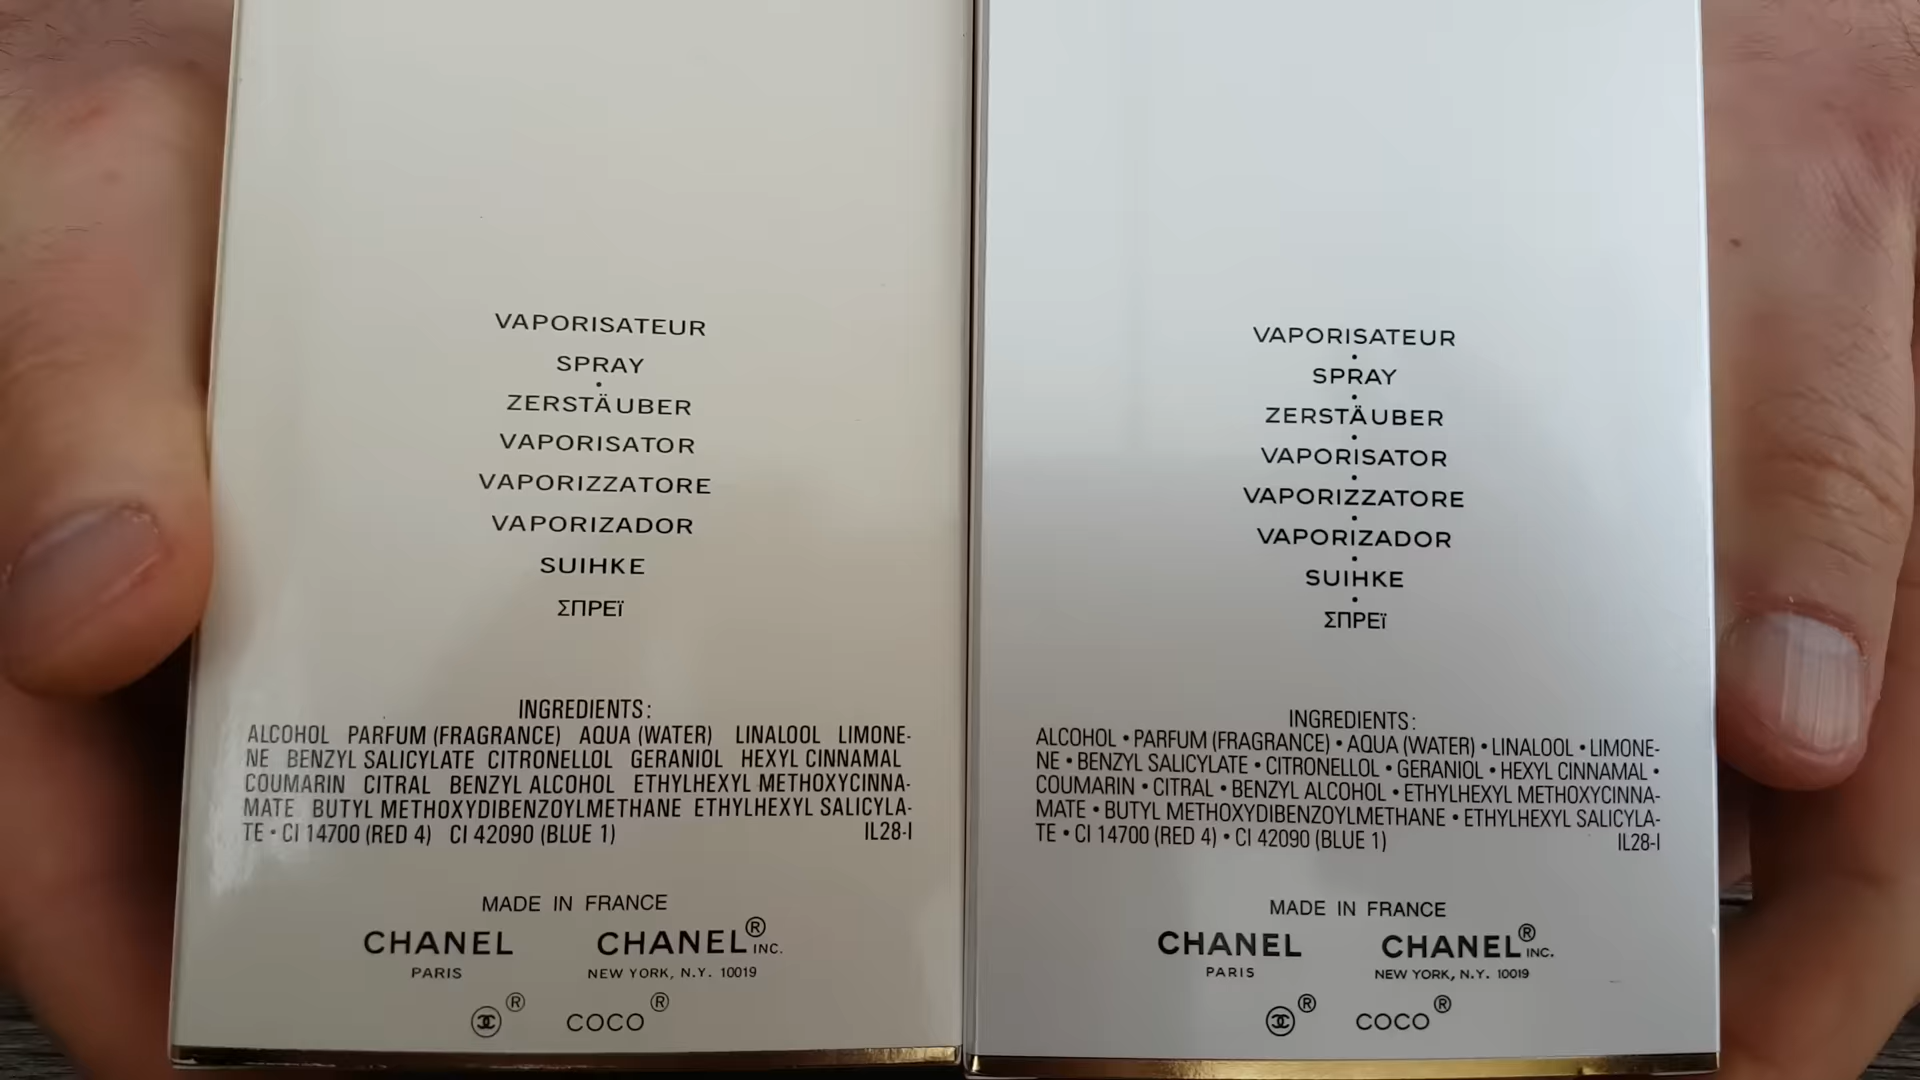 VAPORISATEUR
SPRAY
•
ZERSTÄUBER
VAPORISATOR
VAPORIZZATORE
VAPORIZADOR
SUIHKE
ΣΠΡΕϊ
INGREDIENTS:
ALCOHOL PARFUM (FRAGRANCE) AQUA (WATER) LINALOOL LIMONE-
NE BENZYL SALICYLATE CITRONELLOL GERANIOL HEXYL CINNAMAL
COUMARIN CITRAL BENZYL ALCOHOL ETHYLHEXYL METHOXYCINNA-
MATE BUTYL METHOXYDIBENZOYLMETHANE ETHYLHEXYL SALICYLA-
TE • CI 14700 (RED 4) CI 42090 (BLUE 1) IL28-I
MADE IN FRANCE
CHANEL CHANEL® INC.
PARIS NEW YORK, N.Y. 10019
® COCO®
VAPORISATEUR
•
SPRAY
•
ZERSTÄUBER
•
VAPORISATOR
•
VAPORIZZATORE
•
VAPORIZADOR
•
SUIHKE
•
ΣΠΡΕϊ
INGREDIENTS:
ALCOHOL • PARFUM (FRAGRANCE) • AQUA (WATER) • LINALOOL • LIMONE-
NE • BENZYL SALICYLATE • CITRONELLOL • GERANIOL • HEXYL CINNAMAL •
COUMARIN • CITRAL • BENZYL ALCOHOL • ETHYLHEXYL METHOXYCINNA-
MATE • BUTYL METHOXYDIBENZOYLMETHANE • ETHYLHEXYL SALICYLA-
TE • CI 14700 (RED 4) • CI 42090 (BLUE 1) IL28-I
MADE IN FRANCE
CHANEL CHANEL® INC.
PARIS NEW YORK, N.Y. 10019
® COCO®